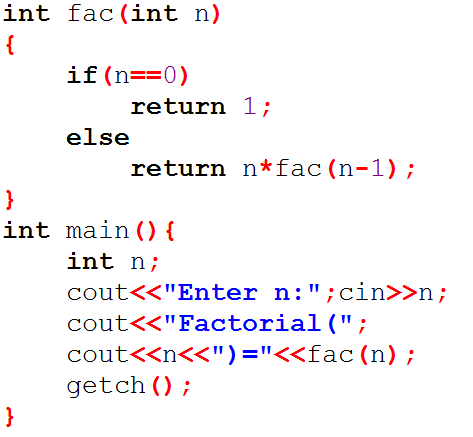 int fac(int n)
{
    if(n==0)
        return 1;
    else
        return n*fac(n-1);
}
int main(){
    int n;
    cout<<"Enter n:";cin>>n;
    cout<<"Factorial(";
    cout<<n<<")="<<fac(n);
    getch();
}